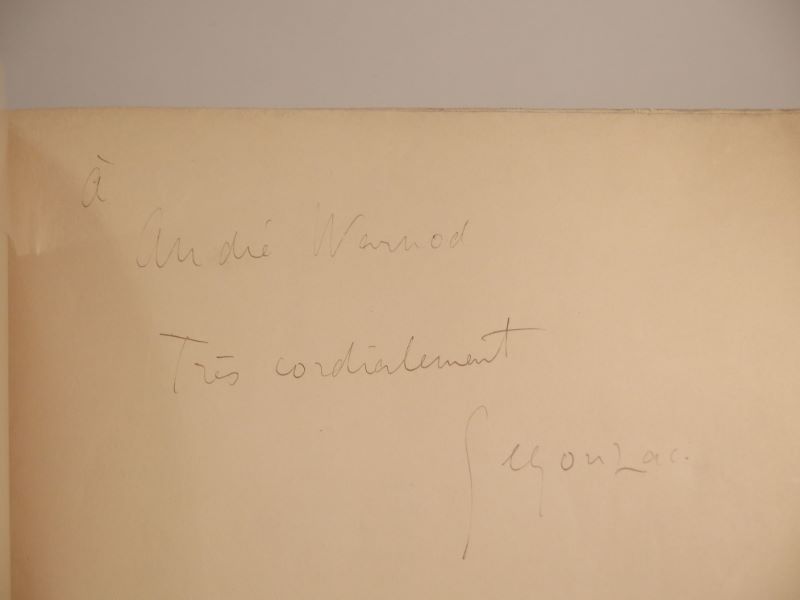 à
André Warnod
Très cordialement
Segonzac.